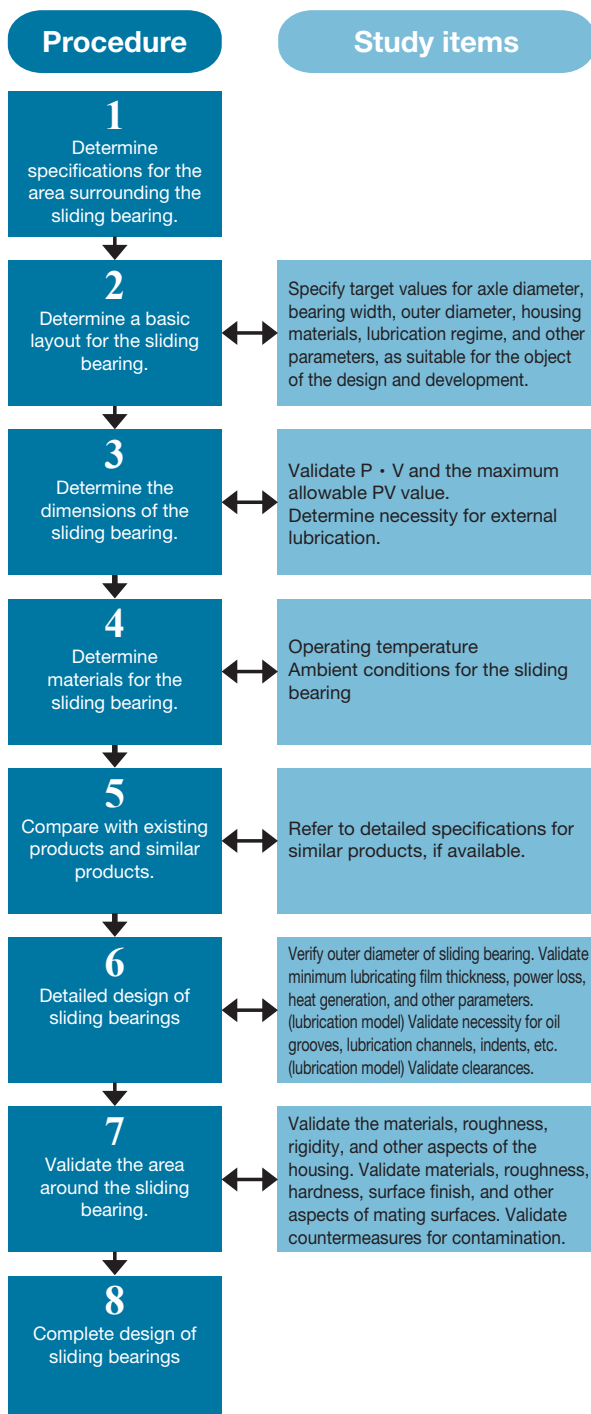 Procedure
Study items
1
Determine
specifications for the
area surrounding the
sliding bearing.
2
Determine a basic
layout for the sliding
bearing.
Specify target values for axle diameter,
bearing width, outer diameter, housing
materials, lubrication regime, and other
parameters, as suitable for the object
of the design and development.
3
Determine the
dimensions of the
sliding bearing.
Validate P・V and the maximum
allowable PV value.
Determine necessity for external
lubrication.
4
Determine
materials for the
sliding bearing.
Operating temperature
Ambient conditions for the sliding
bearing
5
Compare with existing
products and similar
products.
Refer to detailed specifications for
similar products, if available.
6
Detailed design of
sliding bearings
Verify outer diameter of sliding bearing. Validate
minimum lubricating film thickness, power loss,
heat generation, and other parameters.
(lubrication model) Validate necessity for oil
grooves, lubrication channels, indents, etc.
(lubrication model) Validate clearances.
7
Validate the area
around the sliding
bearing.
Validate the materials, roughness,
rigidity, and other aspects of the
housing. Validate materials, roughness,
hardness, surface finish, and other
aspects of mating surfaces. Validate
countermeasures for contamination.
8
Complete design of
sliding bearings